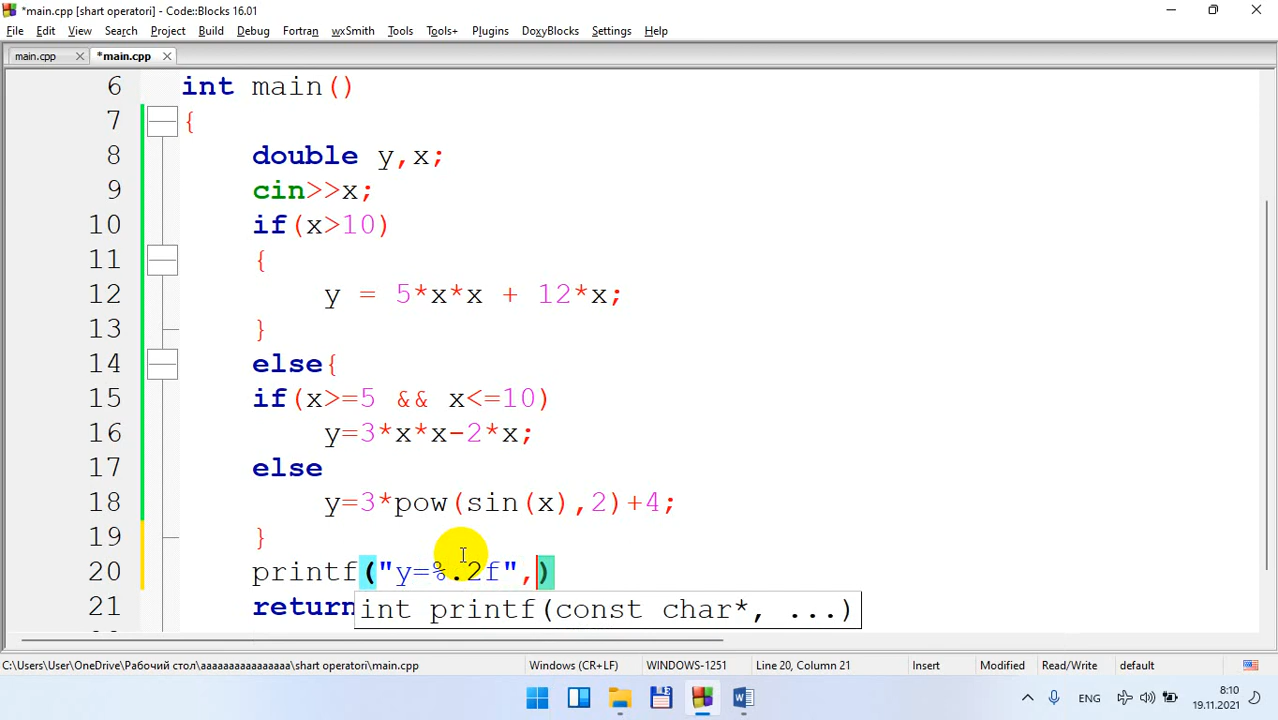 *main.cpp [shart operatori] - Code::Blocks 16.01
File Edit View Search Project Build Debug Fortran wxSmith Tools Tools+ Plugins DoxyBlocks Settings Help
main.cpp *main.cpp
6 int main()
7 {
8 double y,x;
9 cin>>x;
10 if(x>10)
11 {
12 y = 5*x*x + 12*x;
13 }
14 else{
15 if(x>=5 && x<=10)
16 y=3*x*x-2*x;
17 else
18 y=3*pow(sin(x),2)+4;
19 }
20 printf("y=%.2f",)
21 return int printf(const char*, ...)
C:\Users\User\OneDrive\Рабочий стол\aaaaaaaaaaaaaaaa\shart operatori\main.cpp Windows (CR+LF) WINDOWS-1251 Line 20, Column 21 Insert Modified Read/Write default
ENG 8:10
19.11.2021